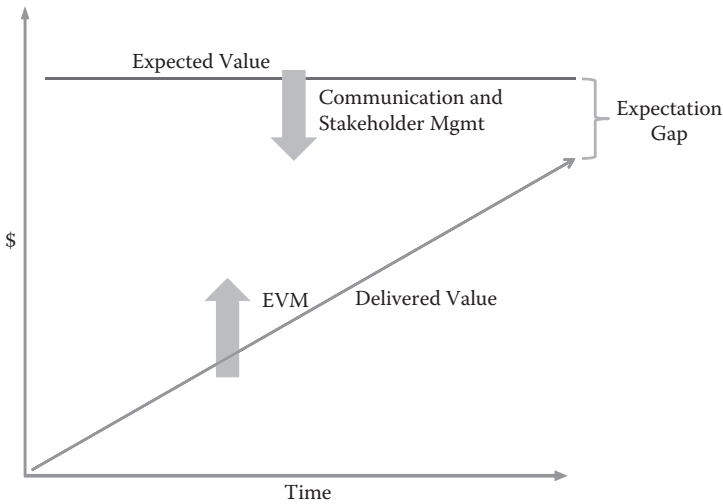 Expected Value
Communication and
Stakeholder Mgmt
Expectation
Gap
$
EVM
Delivered Value
Time